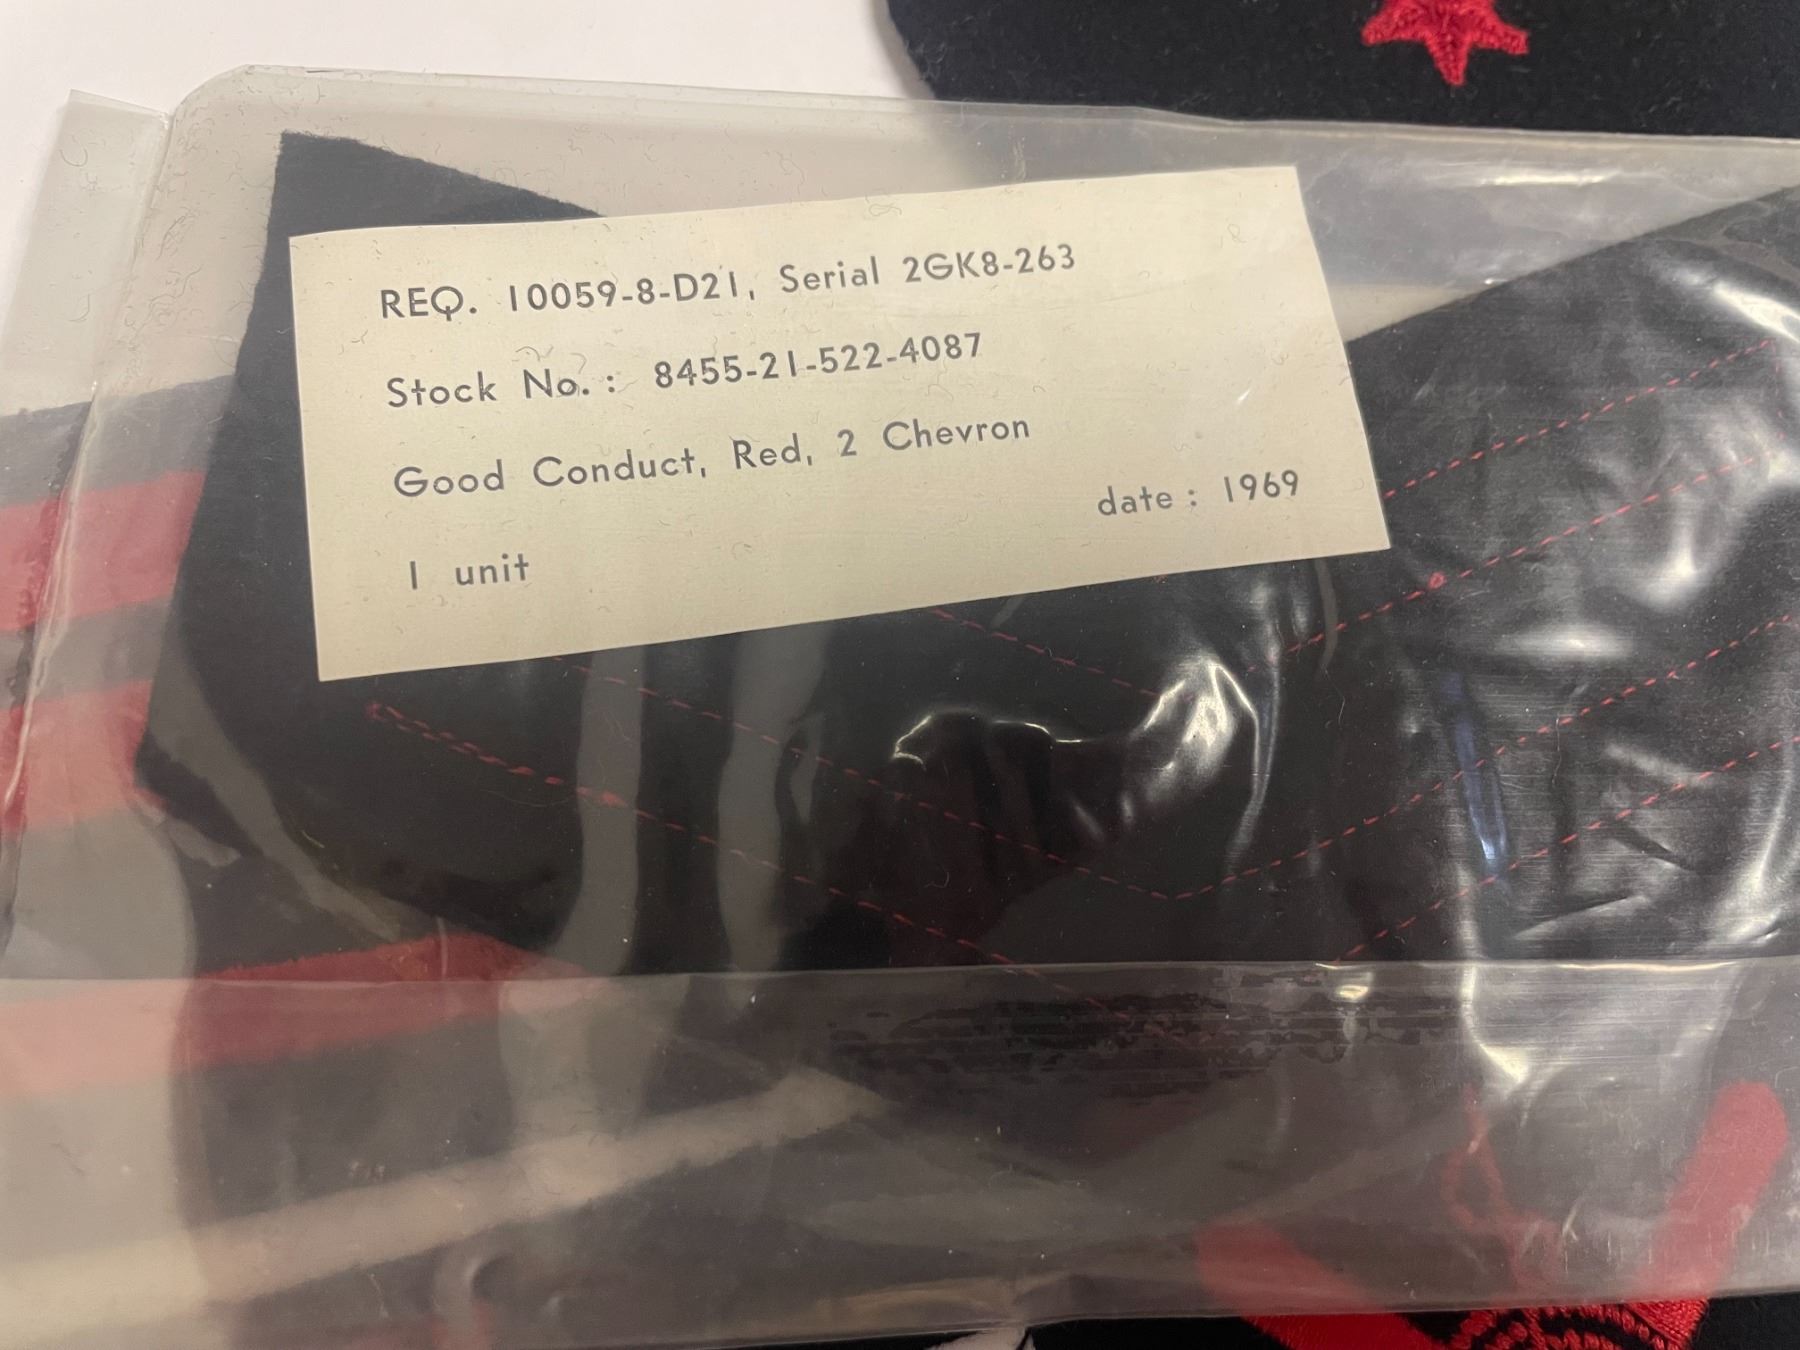 REQ. 10059-8-D21, Serial 2GK8-263
Stock No. : 8455-21-522-4087
Good Conduct, Red, 2 Chevron
date : 1969
1 unit